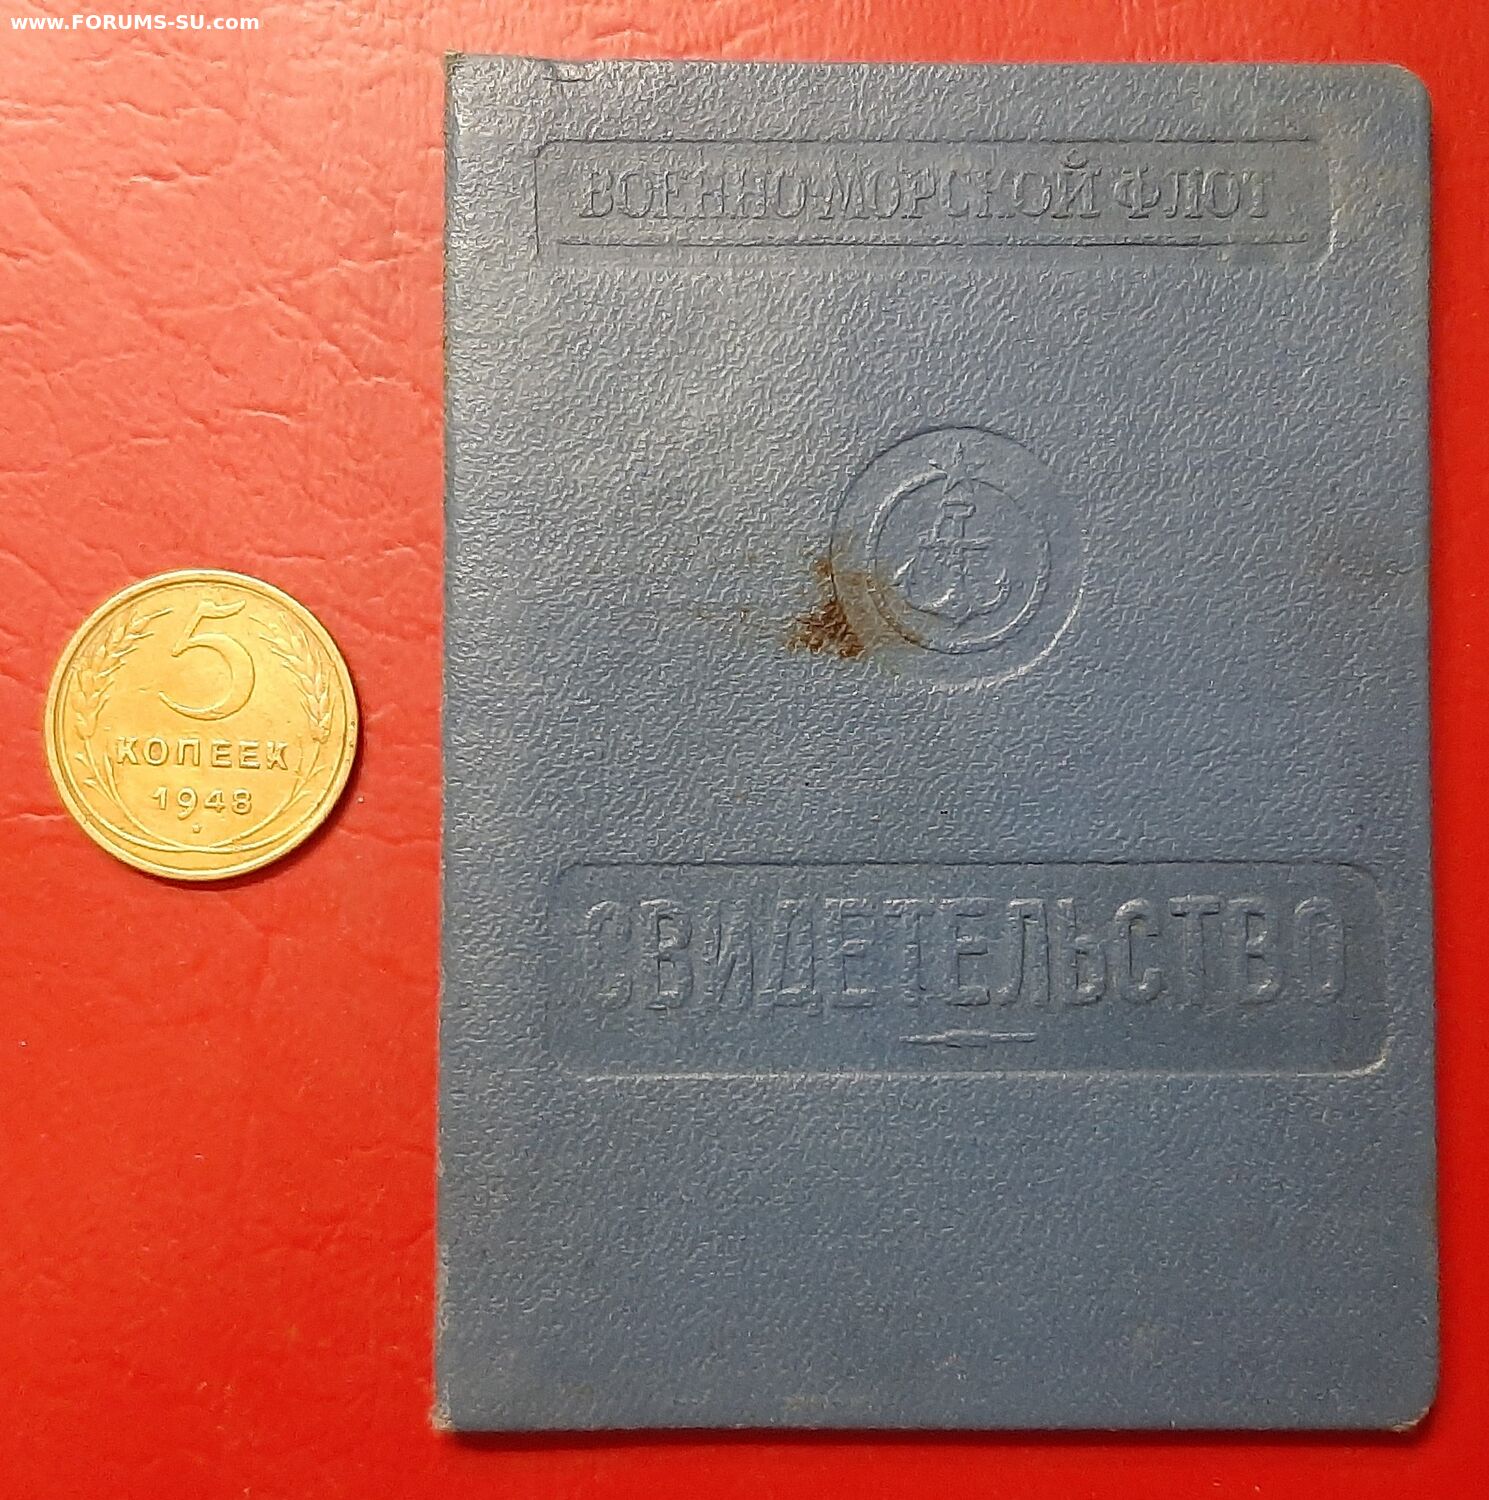 www.FORUMS-SU.com
ВОЕННО-МОРСКОЙ ФЛОТ
5
КОПЕЕК
1948
СВИДЕТЕЛЬСТВО